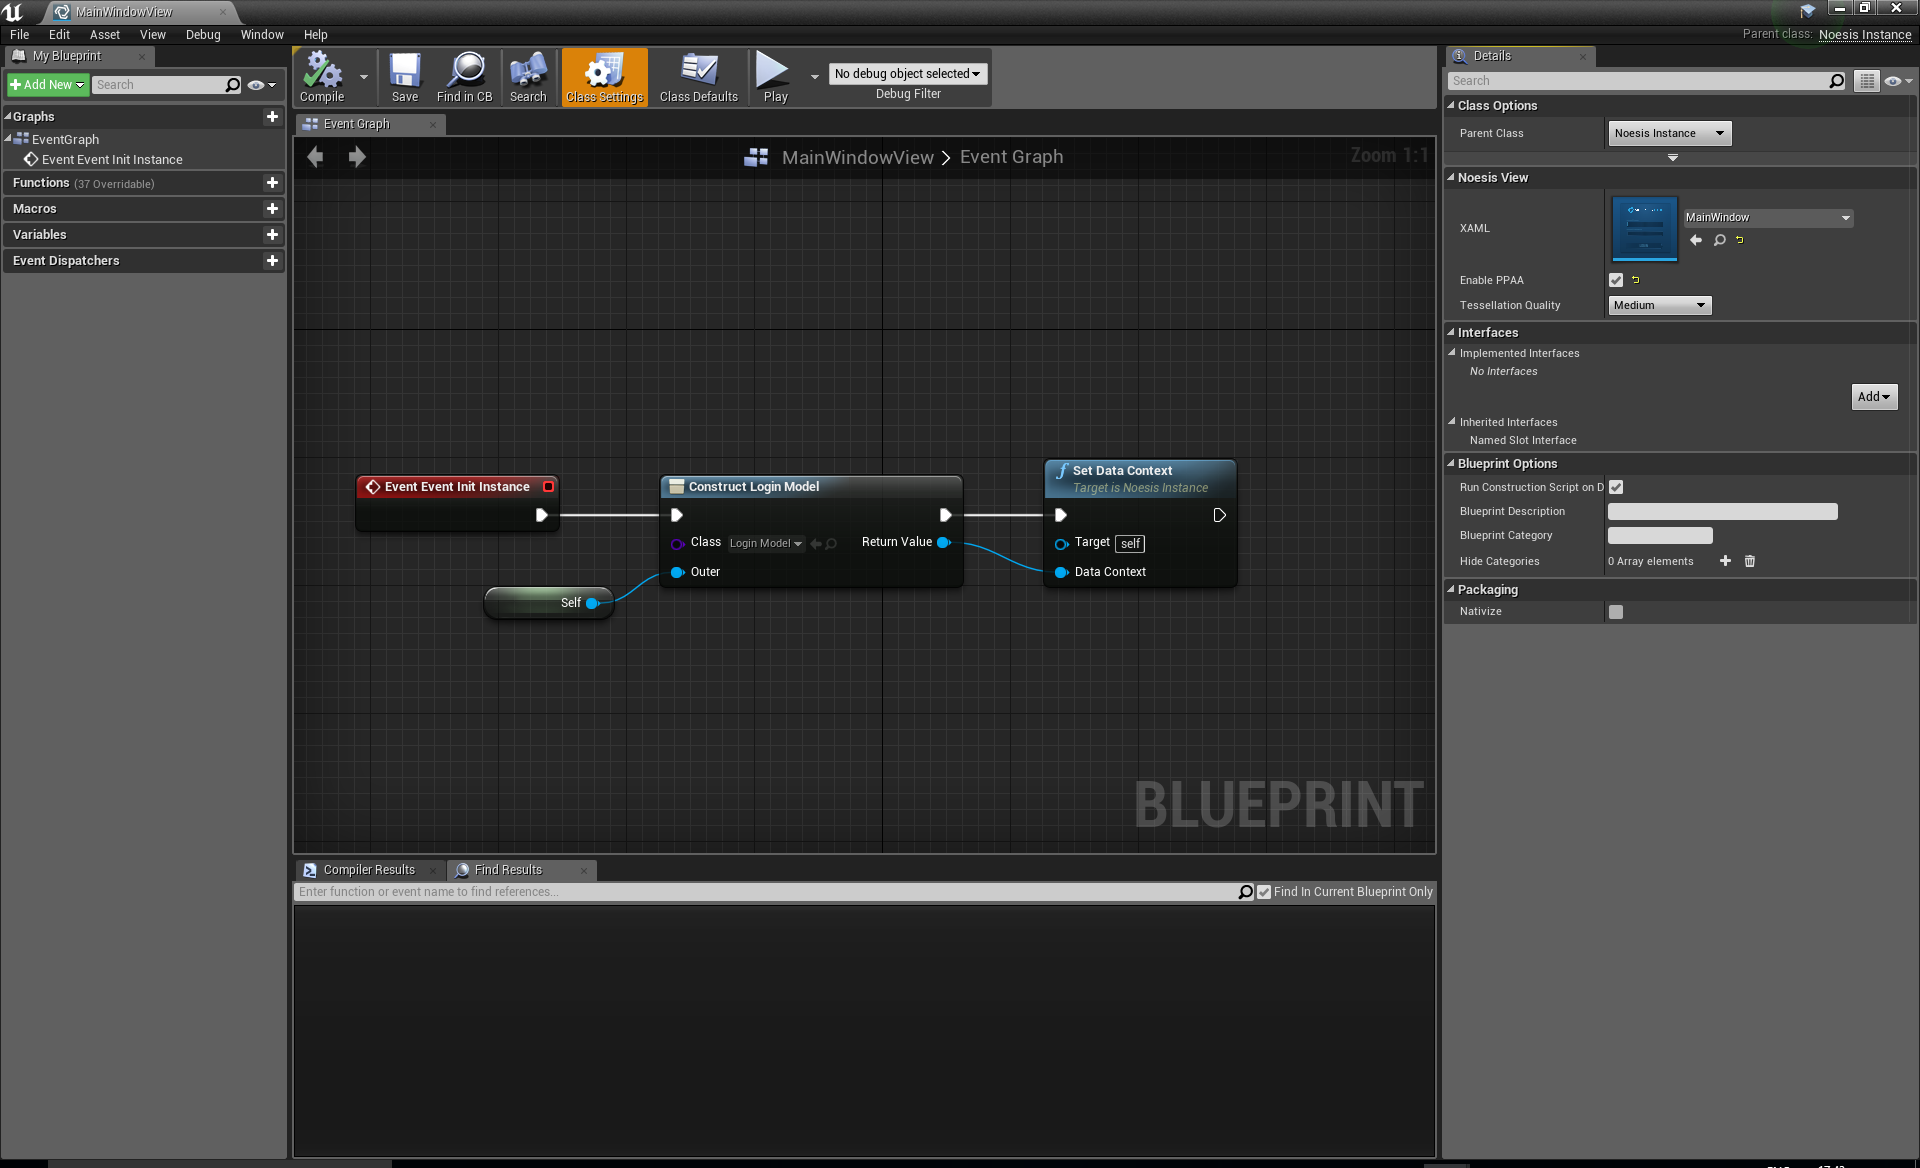 MainWindowView
File Edit Asset View Debug Window Help
Parent class: Noesis Instance
My Blueprint
Add New
Search
Graphs
EventGraph
Event Event Init Instance
Functions (37 Overridable)
Macros
Variables
Event Dispatchers
Compile
Save
Find in CB
Search
Class Settings
Class Defaults
Play
No debug object selected
Debug Filter
Event Graph
MainWindowView > Event Graph
Zoom 1:1
Event Event Init Instance
Construct Login Model
Class Login Model
Return Value
Outer
Self
Set Data Context
Target is Noesis Instance
Target self
Data Context
BLUEPRINT
Compiler Results
Find Results
Enter function or event name to find references...
Find In Current Blueprint Only
Details
Search
Class Options
Parent Class Noesis Instance
Noesis View
XAML MainWindow
Enable PPAA
Tessellation Quality Medium
Interfaces
Implemented Interfaces
No Interfaces
Add
Inherited Interfaces
Named Slot Interface
Blueprint Options
Run Construction Script on D
Blueprint Description
Blueprint Category
Hide Categories 0 Array elements
Packaging
Nativize